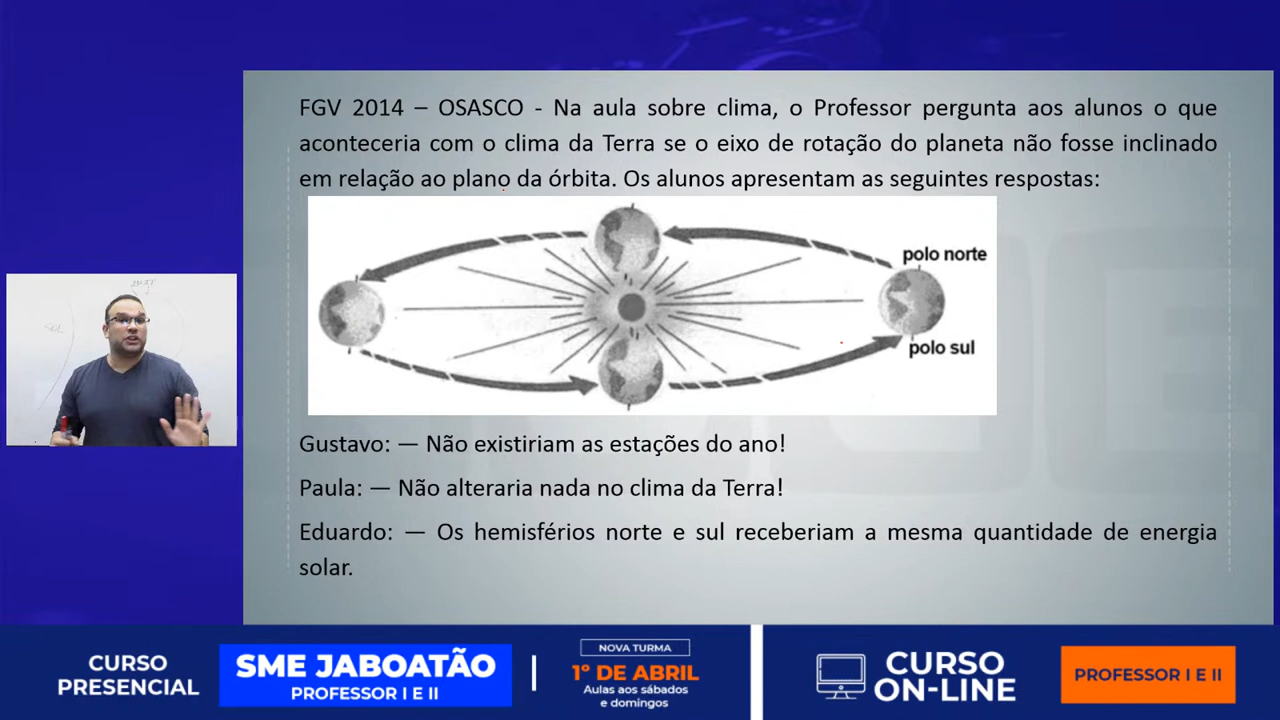 FGV 2014 – OSASCO - Na aula sobre clima, o Professor pergunta aos alunos o que
aconteceria com o clima da Terra se o eixo de rotação do planeta não fosse inclinado
em relação ao plano da órbita. Os alunos apresentam as seguintes respostas:
polo norte
polo sul
Gustavo: — Não existiriam as estações do ano!
Paula: — Não alteraria nada no clima da Terra!
Eduardo: — Os hemisférios norte e sul receberiam a mesma quantidade de energia
solar.
CURSO
PRESENCIAL
SME JABOATÃO
PROFESSOR I E II
NOVA TURMA
1º DE ABRIL
Aulas aos sábados
e domingos
CURSO
ON-LINE
PROFESSOR I E II